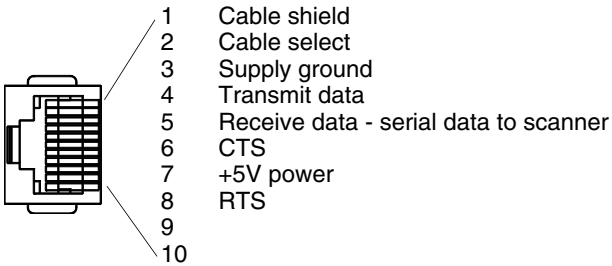 1 Cable shield
2 Cable select
3 Supply ground
4 Transmit data
5 Receive data - serial data to scanner
6 CTS
7 +5V power
8 RTS
9
10